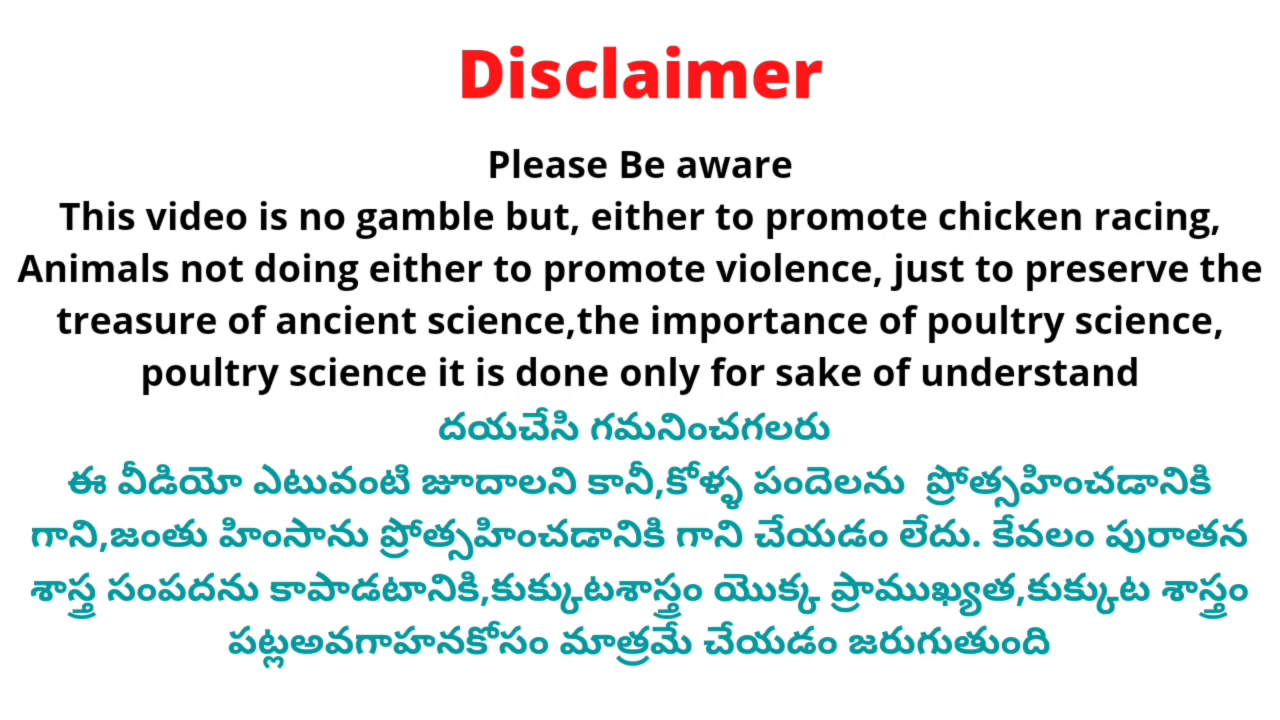 Disclaimer
Please Be aware
This video is no gamble but, either to promote chicken racing,
Animals not doing either to promote violence, just to preserve the
treasure of ancient science,the importance of poultry science,
poultry science it is done only for sake of understand
దయచేసి గమనించగలరు
ఈ వీడియో ఎటువంటి జూదాలని కానీ,కోళ్ళ పందెలను ప్రోత్సహించడానికి
గాని,జంతు హింసాను ప్రోత్సహించడానికి గాని చేయడం లేదు. కేవలం పురాతన
శాస్త్ర సంపదను కాపాడటానికి,కుక్కుటశాస్త్రం యొక్క ప్రాముఖ్యత,కుక్కుట శాస్త్రం
పట్లఅవగాహనకోసం మాత్రమే చేయడం జరుగుతుంది